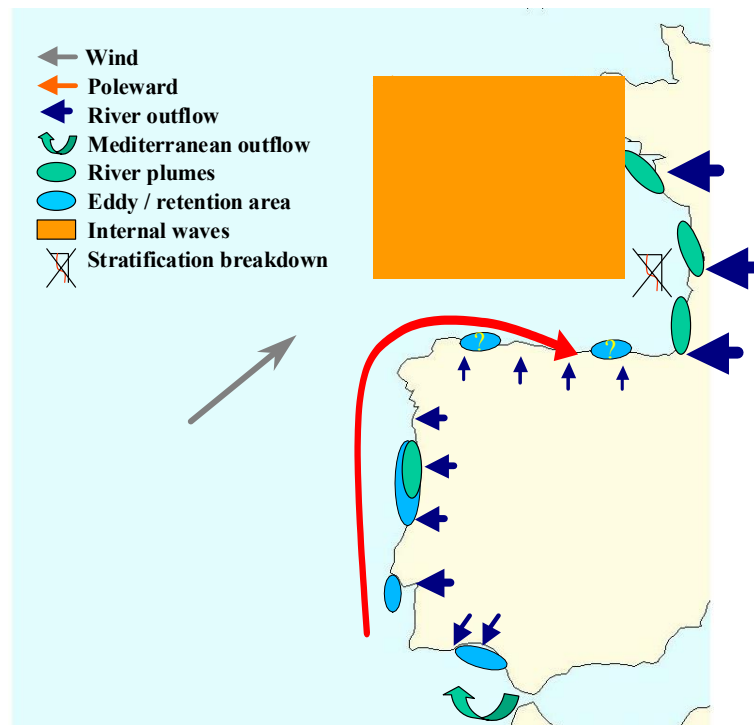 Wind
Poleward
River outflow
Mediterranean outflow
River plumes
Eddy / retention area
Internal waves
Stratification breakdown
?
?